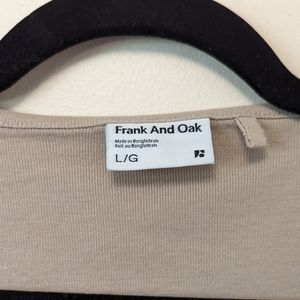 Frank And Oak
Made in Bangladesh
Fait au Bangladesh
L/G